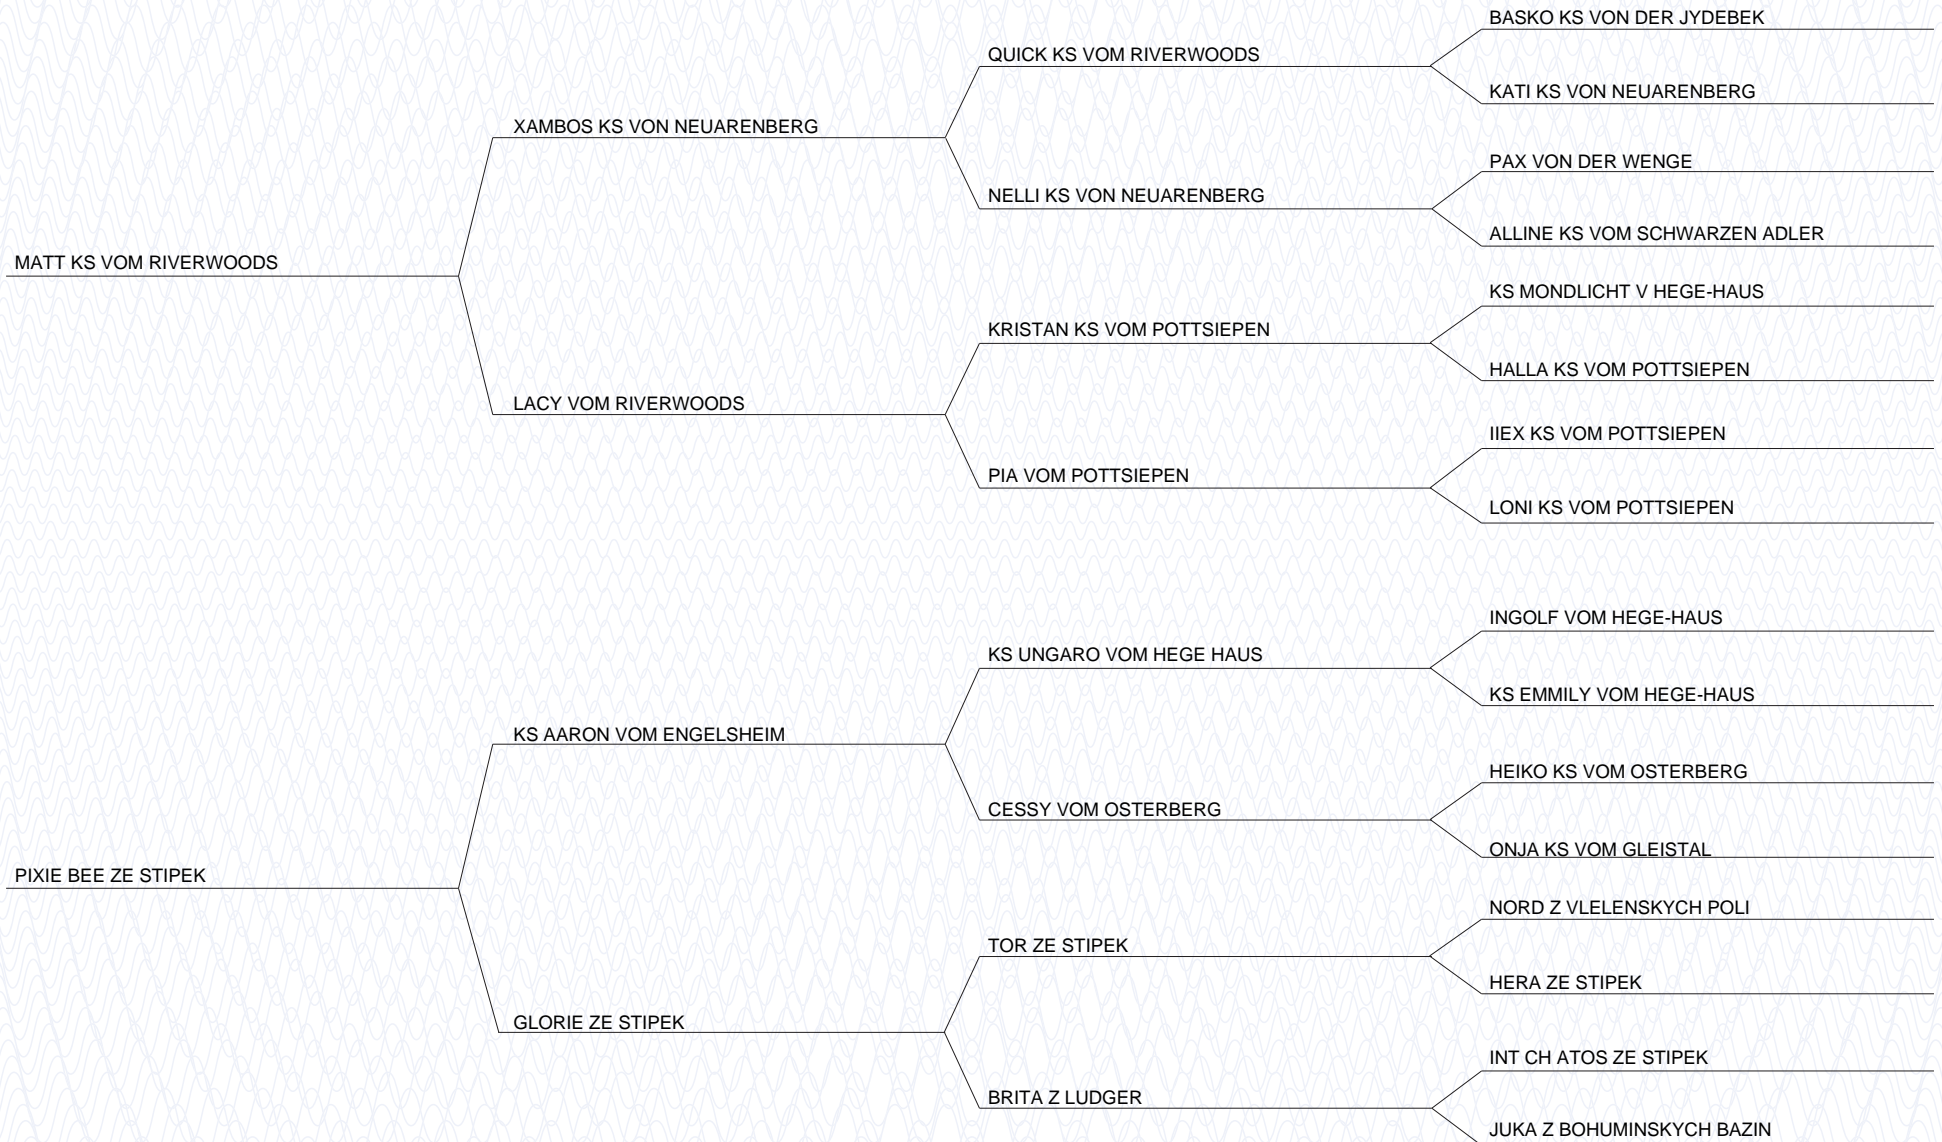 BASKO KS VON DER JYDEBEK
QUICK KS VOM RIVERWOODS
KATI KS VON NEUARENBERG
XAMBOS KS VON NEUARENBERG
PAX VON DER WENGE
NELLI KS VON NEUARENBERG
ALLINE KS VOM SCHWARZEN ADLER
MATT KS VOM RIVERWOODS
KS MONDLICHT V HEGE-HAUS
KRISTAN KS VOM POTTSIEPEN
HALLA KS VOM POTTSIEPEN
LACY VOM RIVERWOODS
IIEX KS VOM POTTSIEPEN
PIA VOM POTTSIEPEN
LONI KS VOM POTTSIEPEN
INGOLF VOM HEGE-HAUS
KS UNGARO VOM HEGE HAUS
KS EMMILY VOM HEGE-HAUS
KS AARON VOM ENGELSHEIM
HEIKO KS VOM OSTERBERG
CESSY VOM OSTERBERG
ONJA KS VOM GLEISTAL
PIXIE BEE ZE STIPEK
NORD Z VLELENSKYCH POLI
TOR ZE STIPEK
HERA ZE STIPEK
GLORIE ZE STIPEK
INT CH ATOS ZE STIPEK
BRITA Z LUDGER
JUKA Z BOHUMINSKYCH BAZIN